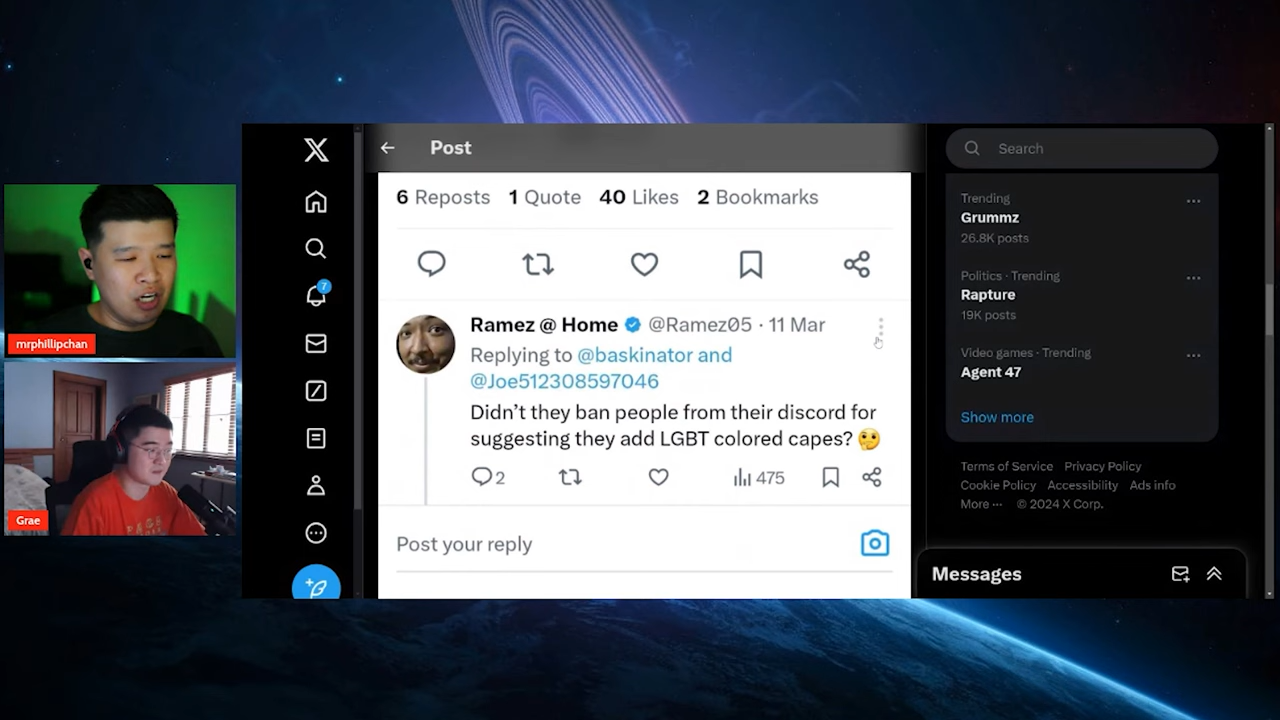 Post
Search
6 Reposts 1 Quote 40 Likes 2 Bookmarks
Trending
Grummz
26.8K posts
Politics · Trending
Rapture
19K posts
Video games · Trending
Agent 47
Show more
7
Ramez @ Home @Ramez05 · 11 Mar
Replying to @baskinator and
@Joe512308597046
Didn’t they ban people from their discord for
suggesting they add LGBT colored capes? 🤔
2 475
Terms of Service Privacy Policy
Cookie Policy Accessibility Ads info
More ··· © 2024 X Corp.
Post your reply
Messages
mrphillipchan
Grae